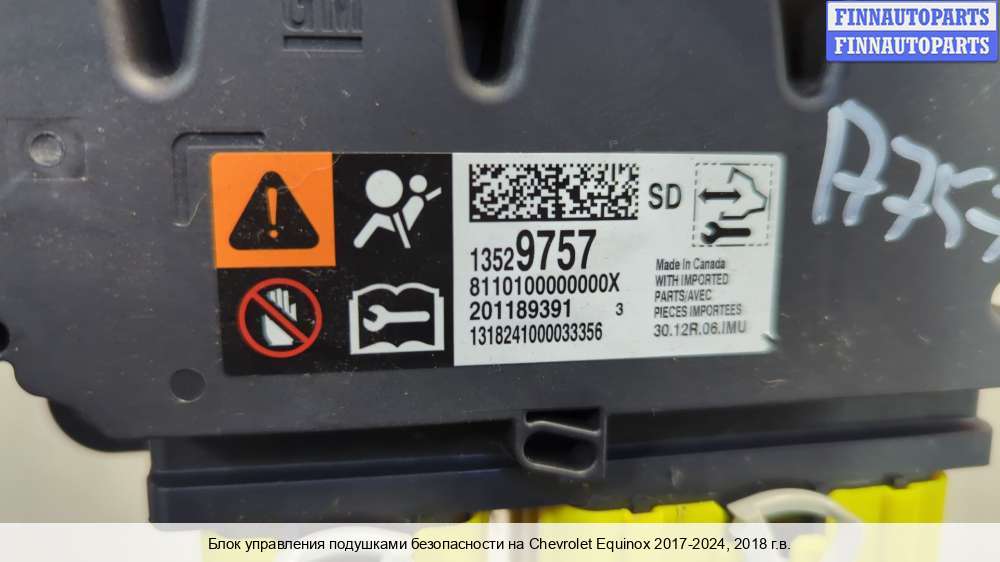 FINNAUTOPARTS
FINNAUTOPARTS
GM
A757
SD
13529757
8110100000000X
201189391 3
1318241000033356
Made In Canada
WITH IMPORTED
PARTS/AVEC
PIECES IMPORTEES
30.12R.06.IMU
Блок управления подушками безопасности на Chevrolet Equinox 2017-2024, 2018 г.в.